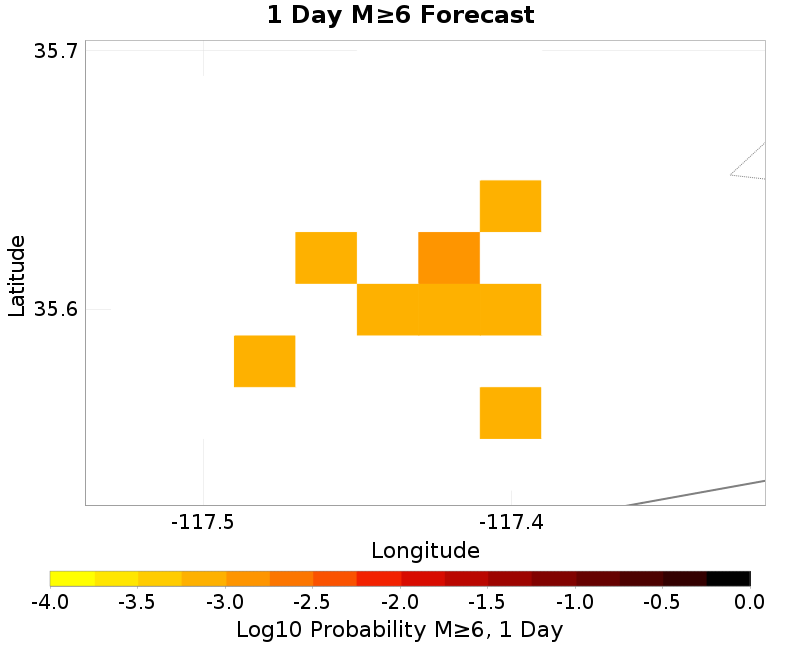 1 Day M≥6 Forecast
35.7
Latitude
35.6
-117.5 -117.4
Longitude
-4.0 -3.5 -3.0 -2.5 -2.0 -1.5 -1.0 -0.5 0.0
Log10 Probability M≥6, 1 Day